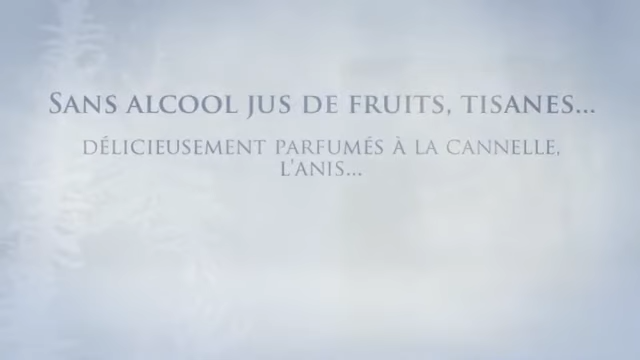 SANS ALCOOL JUS DE FRUITS, TISANES...
DÉLICIEUSEMENT PARFUMÉS À LA CANNELLE,
L'ANIS...